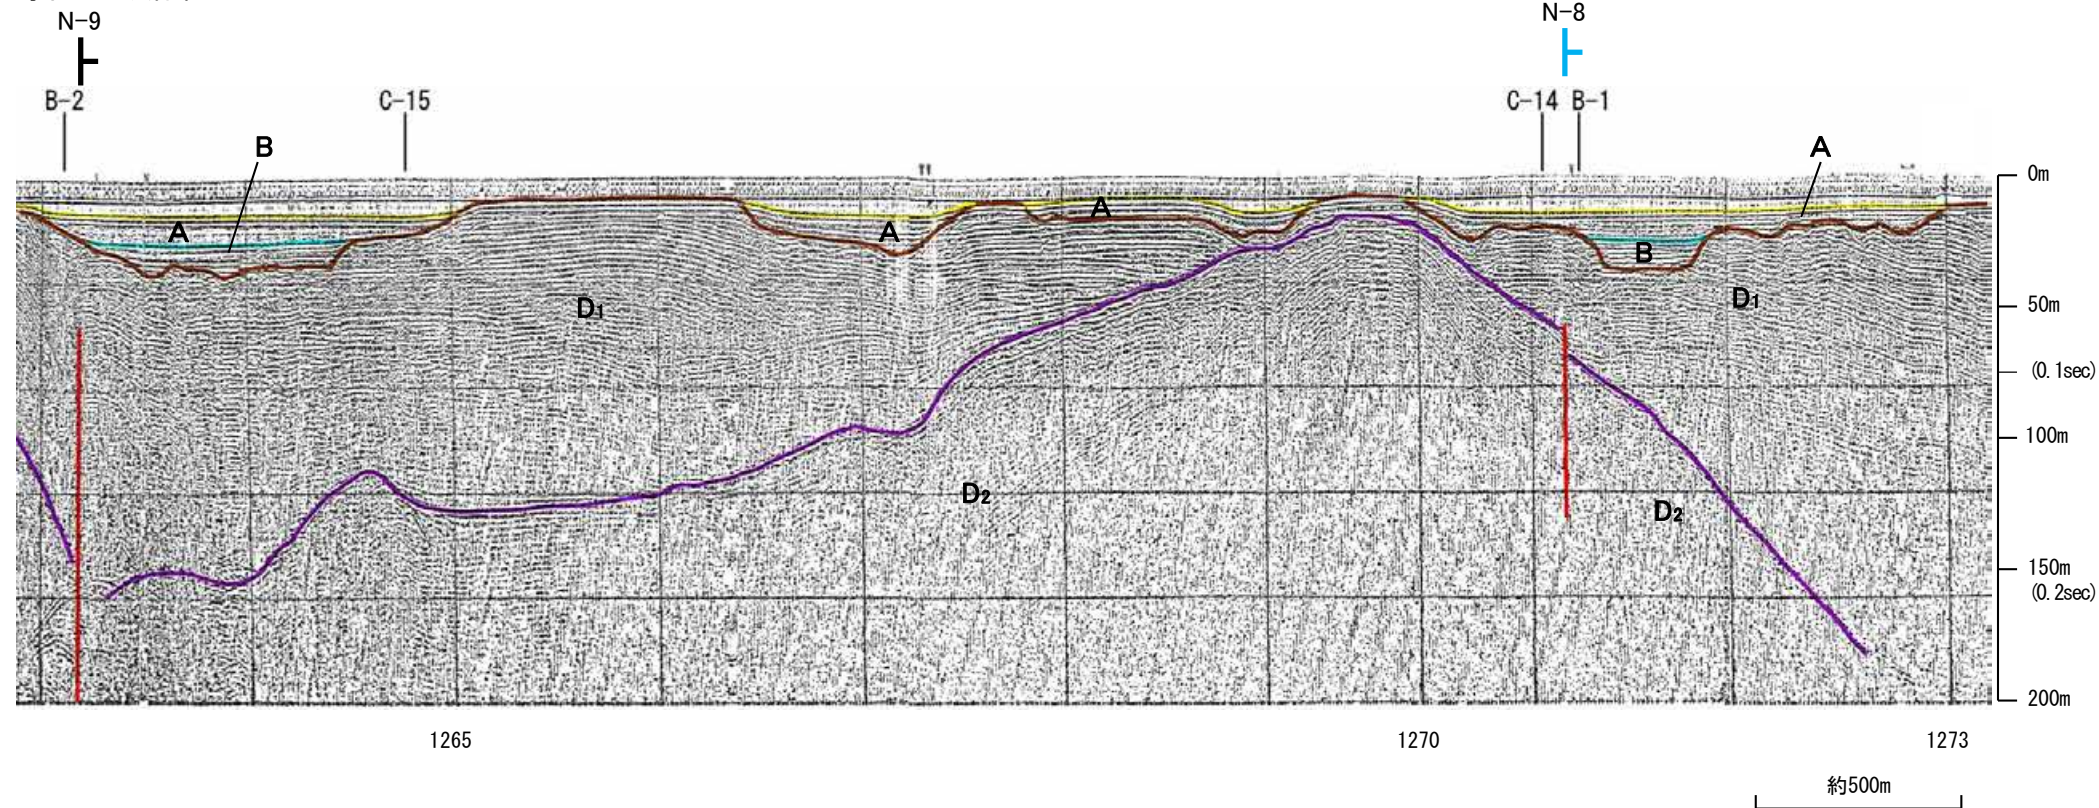 N-9
N-8
B-2
C-15
C-14 B-1
B
A
0m
A
A
A
B
D1
D1
50m
(0.1sec)
100m
D2
D2
150m
(0.2sec)
200m
1265
1270
1273
約500m